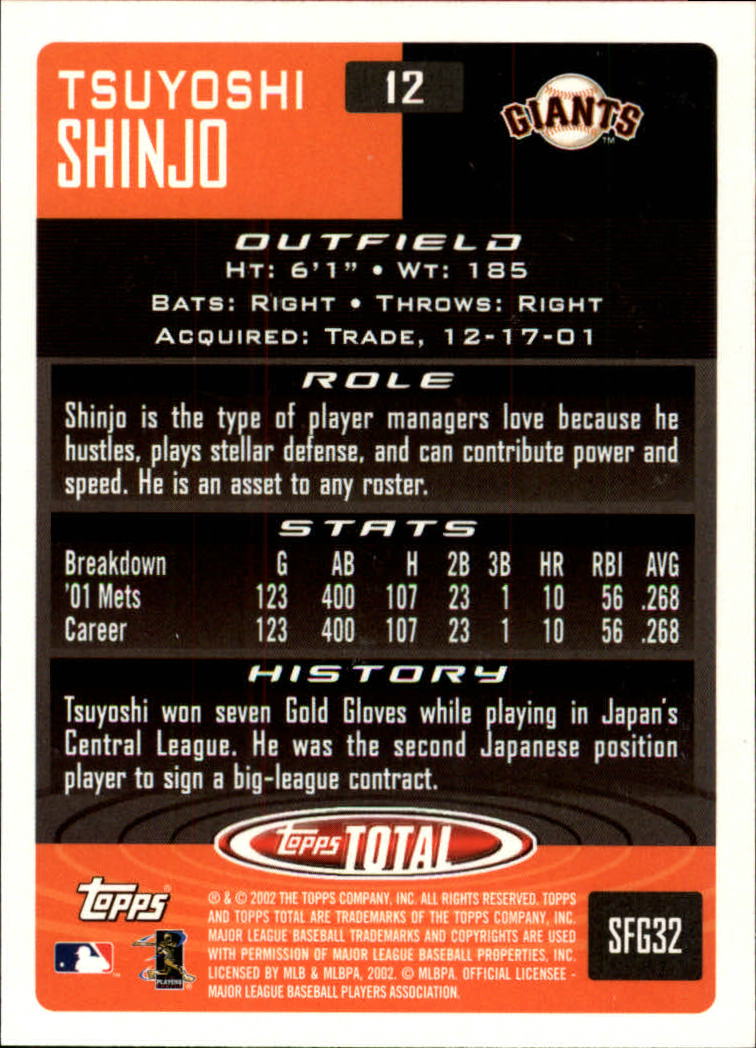 TSUYOSHI
SHINJO
12
GIANTS
TM
OUTFIELD
HT: 6'1" • WT: 185
BATS: RIGHT • THROWS: RIGHT
ACQUIRED: TRADE, 12-17-01
ROLE
Shinjo is the type of player managers love because he
hustles, plays stellar defense, and can contribute power and
speed. He is an asset to any roster.
STATS
Breakdown G AB H 2B 3B HR RBI AVG
'01 Mets 123 400 107 23 1 10 56 .268
Career 123 400 107 23 1 10 56 .268
HISTORY
Tsuyoshi won seven Gold Gloves while playing in Japan's
Central League. He was the second Japanese position
player to sign a big-league contract.
topps TOTAL
topps®
® & © 2002 THE TOPPS COMPANY, INC. ALL RIGHTS RESERVED. TOPPS
AND TOPPS TOTAL ARE TRADEMARKS OF THE TOPPS COMPANY, INC.
MAJOR LEAGUE BASEBALL TRADEMARKS AND COPYRIGHTS ARE USED
WITH PERMISSION OF MAJOR LEAGUE BASEBALL PROPERTIES, INC.
LICENSED BY MLB & MLBPA, 2002. © MLBPA. OFFICIAL LICENSEE -
MAJOR LEAGUE BASEBALL PLAYERS ASSOCIATION.
PLAYERS
SFG32